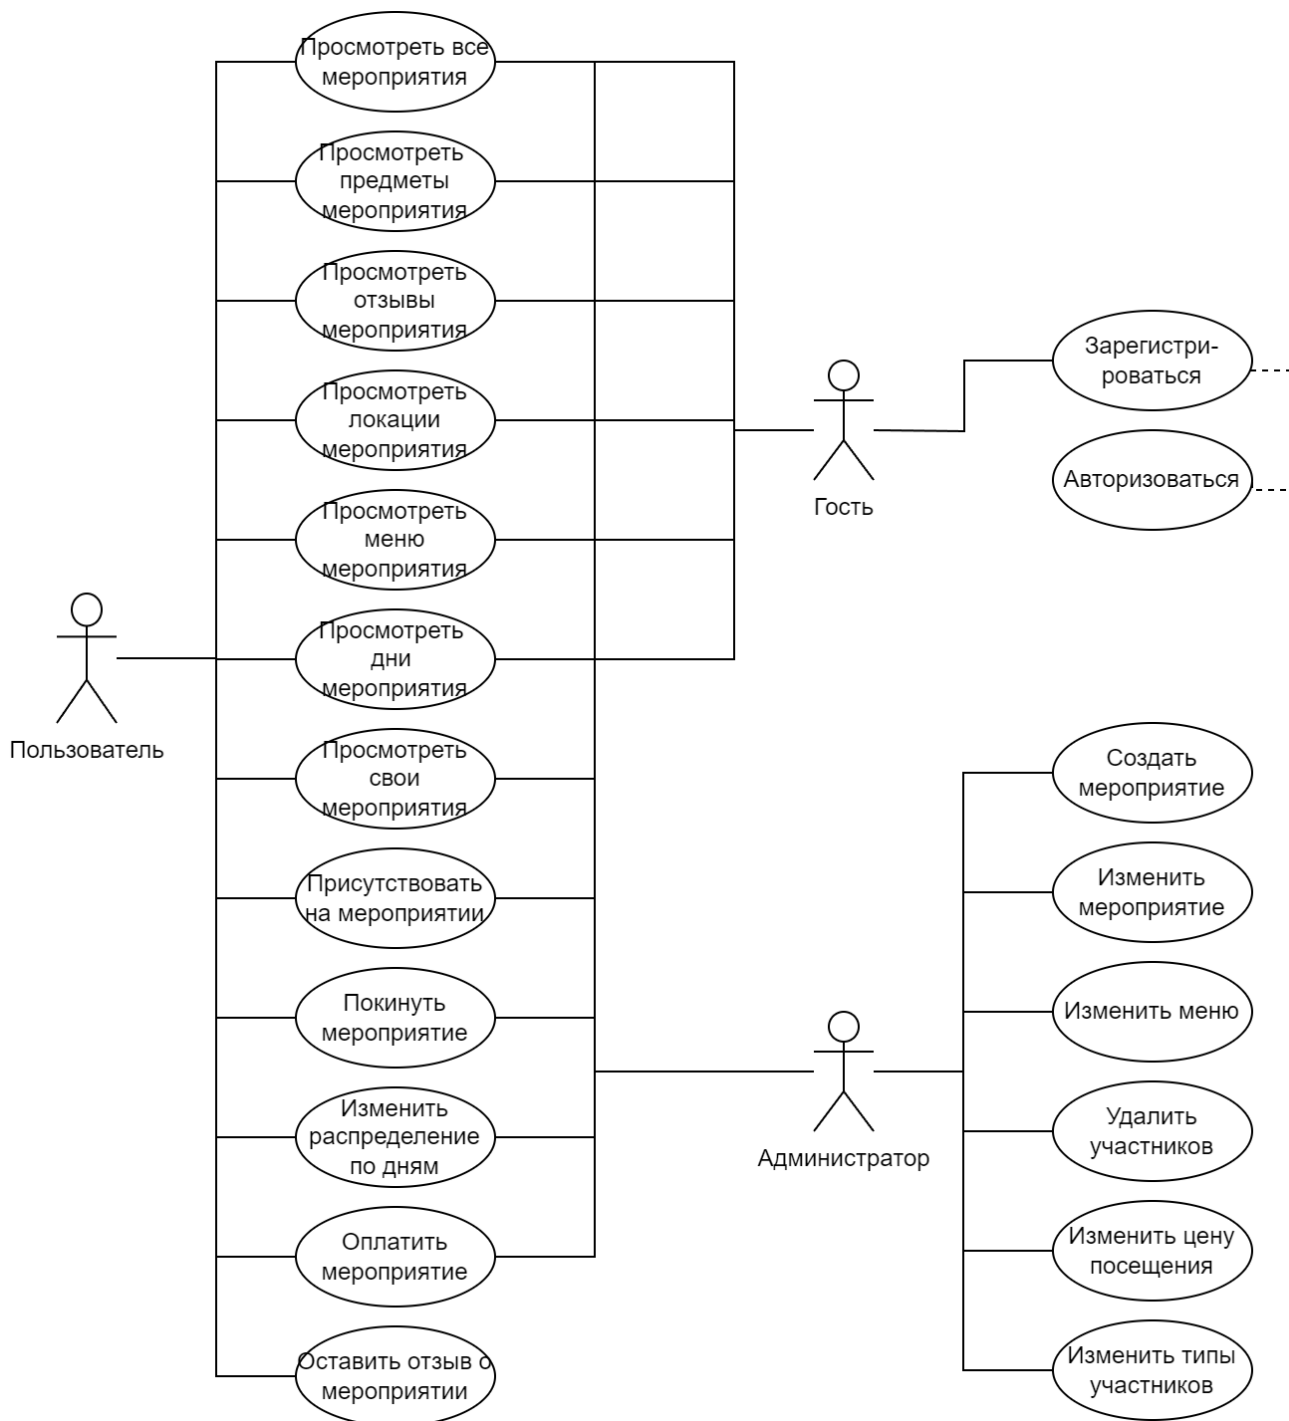 Просмотреть все
мероприятия
Просмотреть
предметы
мероприятия
Просмотреть
отзывы
мероприятия
Просмотреть
локации
мероприятия
Просмотреть
меню
мероприятия
Просмотреть
дни
мероприятия
Просмотреть
свои
мероприятия
Присутствовать
на мероприятии
Покинуть
мероприятие
Изменить
распределение
по дням
Оплатить
мероприятие
Оставить отзыв о
мероприятии
Пользователь
Гость
Администратор
Зарегистри-
роваться
Авторизоваться
Создать
мероприятие
Изменить
мероприятие
Изменить меню
Удалить
участников
Изменить цену
посещения
Изменить типы
участников